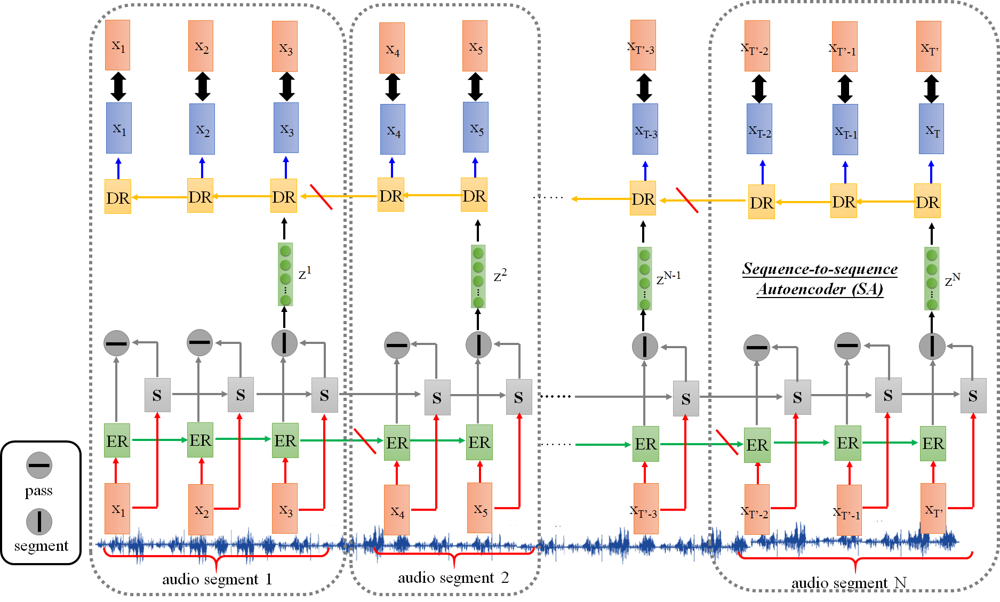 x1 x2 x3 x4 x5 xT'-3 xT'-2 xT'-1 xT'
x1 x2 x3 x4 x5 xT-3 xT-2 xT-1 xT
DR DR DR DR DR ...... DR DR DR DR
z1 z2 zN-1 zN
Sequence-to-sequence
Autoencoder (SA)
S S S S S ...... S S S S
ER ER ER ER ER ...... ER ER ER ER
x1 x2 x3 x4 x5 xT'-3 xT'-2 xT'-1 xT'
pass
segment
audio segment 1
audio segment 2
audio segment N